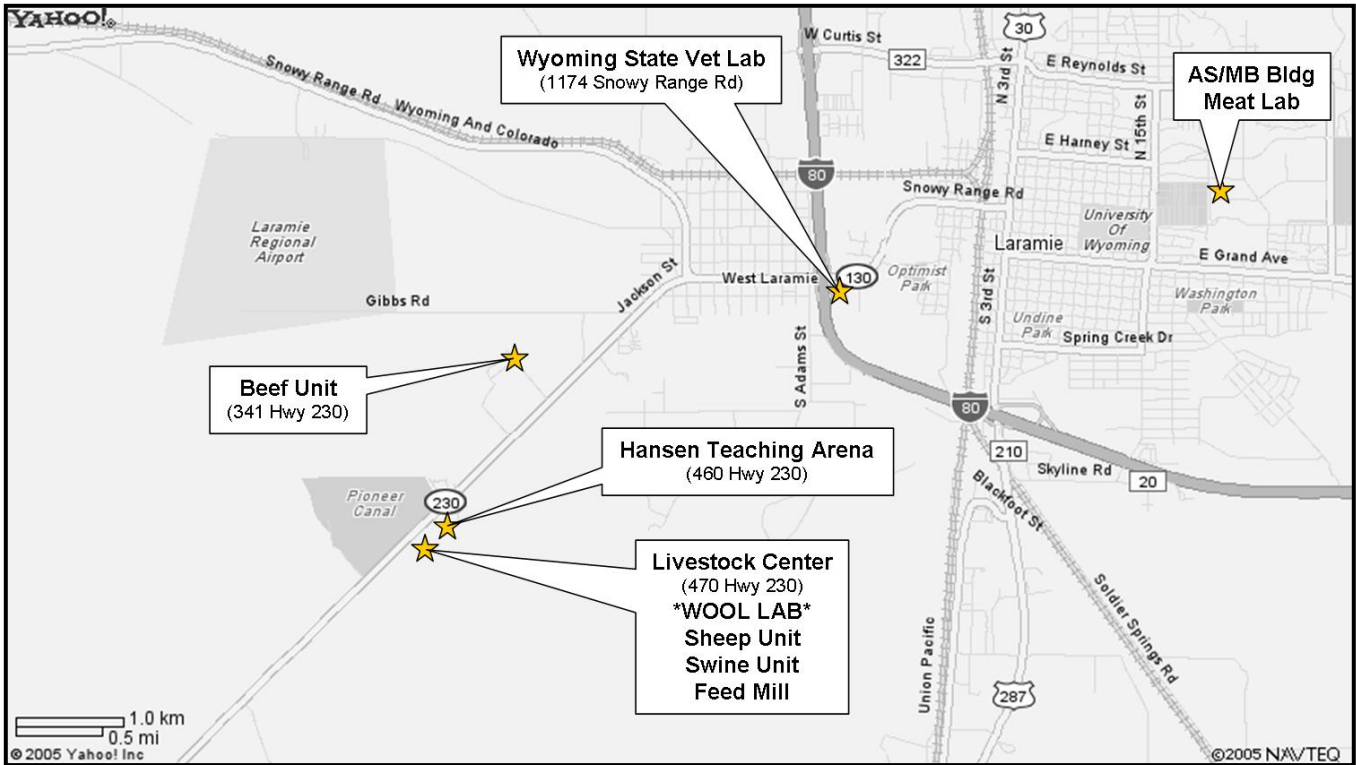 YAHOO!®
W Curtis St
30
322
E Reynolds St
N 3rd St
Wyoming State Vet Lab
(1174 Snowy Range Rd)
AS/MB Bldg
Meat Lab
Snowy Range Rd
Wyoming And Colorado
N 15th St
E Harney St
80
Snowy Range Rd
Laramie
Regional
Airport
University
Of
Wyoming
Laramie
E Grand Ave
Jackson St
West Laramie
130
Optimist
Park
Washington
Park
Gibbs Rd
S 3rd St
Undine
Park
Spring Creek Dr
S Adams St
Beef Unit
(341 Hwy 230)
80
Hansen Teaching Arena
(460 Hwy 230)
210
Skyline Rd
20
Pioneer
Canal
230
Blackfoot St
Livestock Center
(470 Hwy 230)
*WOOL LAB*
Sheep Unit
Swine Unit
Feed Mill
Soldier Springs Rd
Union Pacific
287
1.0 km
0.5 mi
© 2005 Yahoo! Inc
©2005 NAVTEQ